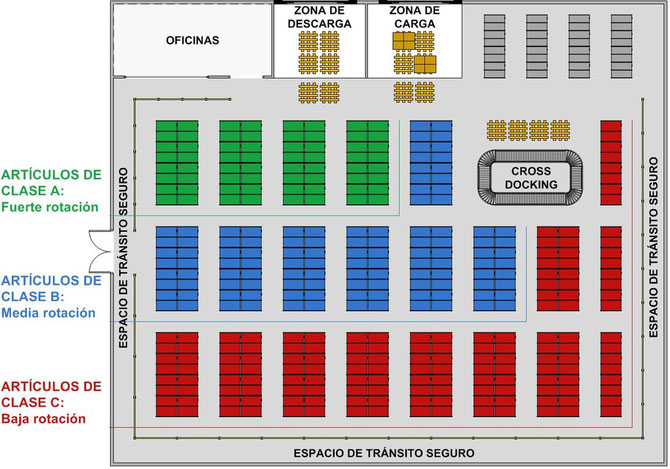 OFICINAS
ZONA DE
DESCARGA
ZONA DE
CARGA
ARTÍCULOS DE
CLASE A:
Fuerte rotación
CROSS
DOCKING
ESPACIO DE TRÁNSITO SEGURO
ESPACIO DE TRÁNSITO SEGURO
ARTÍCULOS DE
CLASE B:
Media rotación
ARTÍCULOS DE
CLASE C:
Baja rotación
ESPACIO DE TRÁNSITO SEGURO